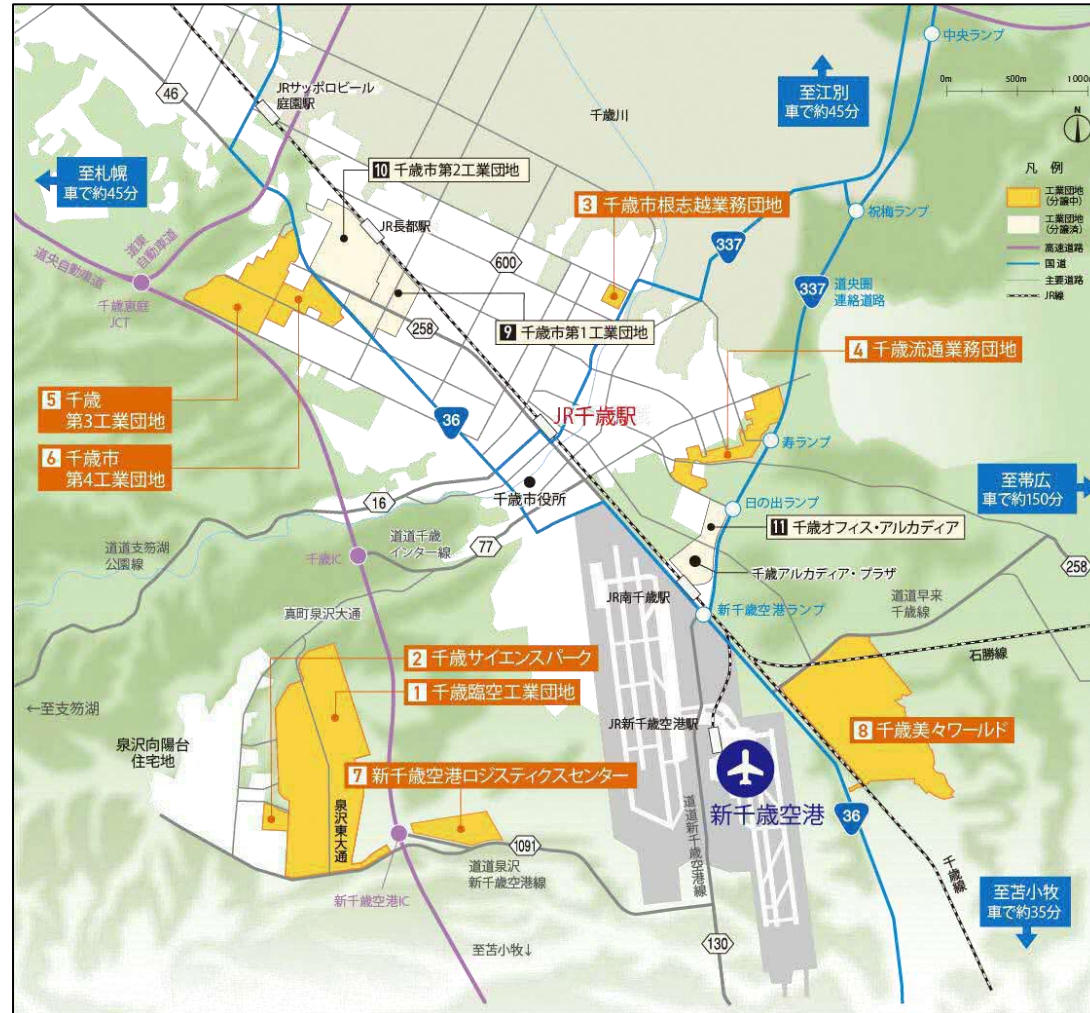 中央ランプ
46
JRサッポロビール
庭園駅
千歳川
至江別
車で約45分
0m 500m 1000m
N
凡 例
工業団地
(分譲中)
工業団地
(分譲済)
高速道路
国道
主要道路
JR線
至札幌
車で約45分
10 千歳市第2工業団地
3 千歳市根志越業務団地
祝梅ランプ
JR長都駅
337
600
道東
自動車道
道央自動車道
千歳恵庭
JCT
337
道央圏
連絡道路
258
9 千歳市第1工業団地
4 千歳流通業務団地
5 千歳
第3工業団地
36
JR千歳駅
6 千歳市
第4工業団地
寿ランプ
至帯広
車で約150分
千歳市役所
16
日の出ランプ
11 千歳オフィス・アルカディア
道道支笏湖
公園線
道道千歳
インター線
77
千歳IC
258
千歳アルカディア・プラザ
JR南千歳駅
道道早来
千歳線
真町泉沢大通
新千歳空港ランプ
石勝線
2 千歳サイエンスパーク
1 千歳臨空工業団地
←至支笏湖
JR新千歳空港駅
8 千歳美々ワールド
泉沢向陽台
住宅地
7 新千歳空港ロジスティクスセンター
新千歳空港
36
泉沢東大通
1091
道道泉沢
新千歳空港線
道道新千歳空港線
千歳線
新千歳空港IC
至苫小牧
車で約35分
至苫小牧↓
130